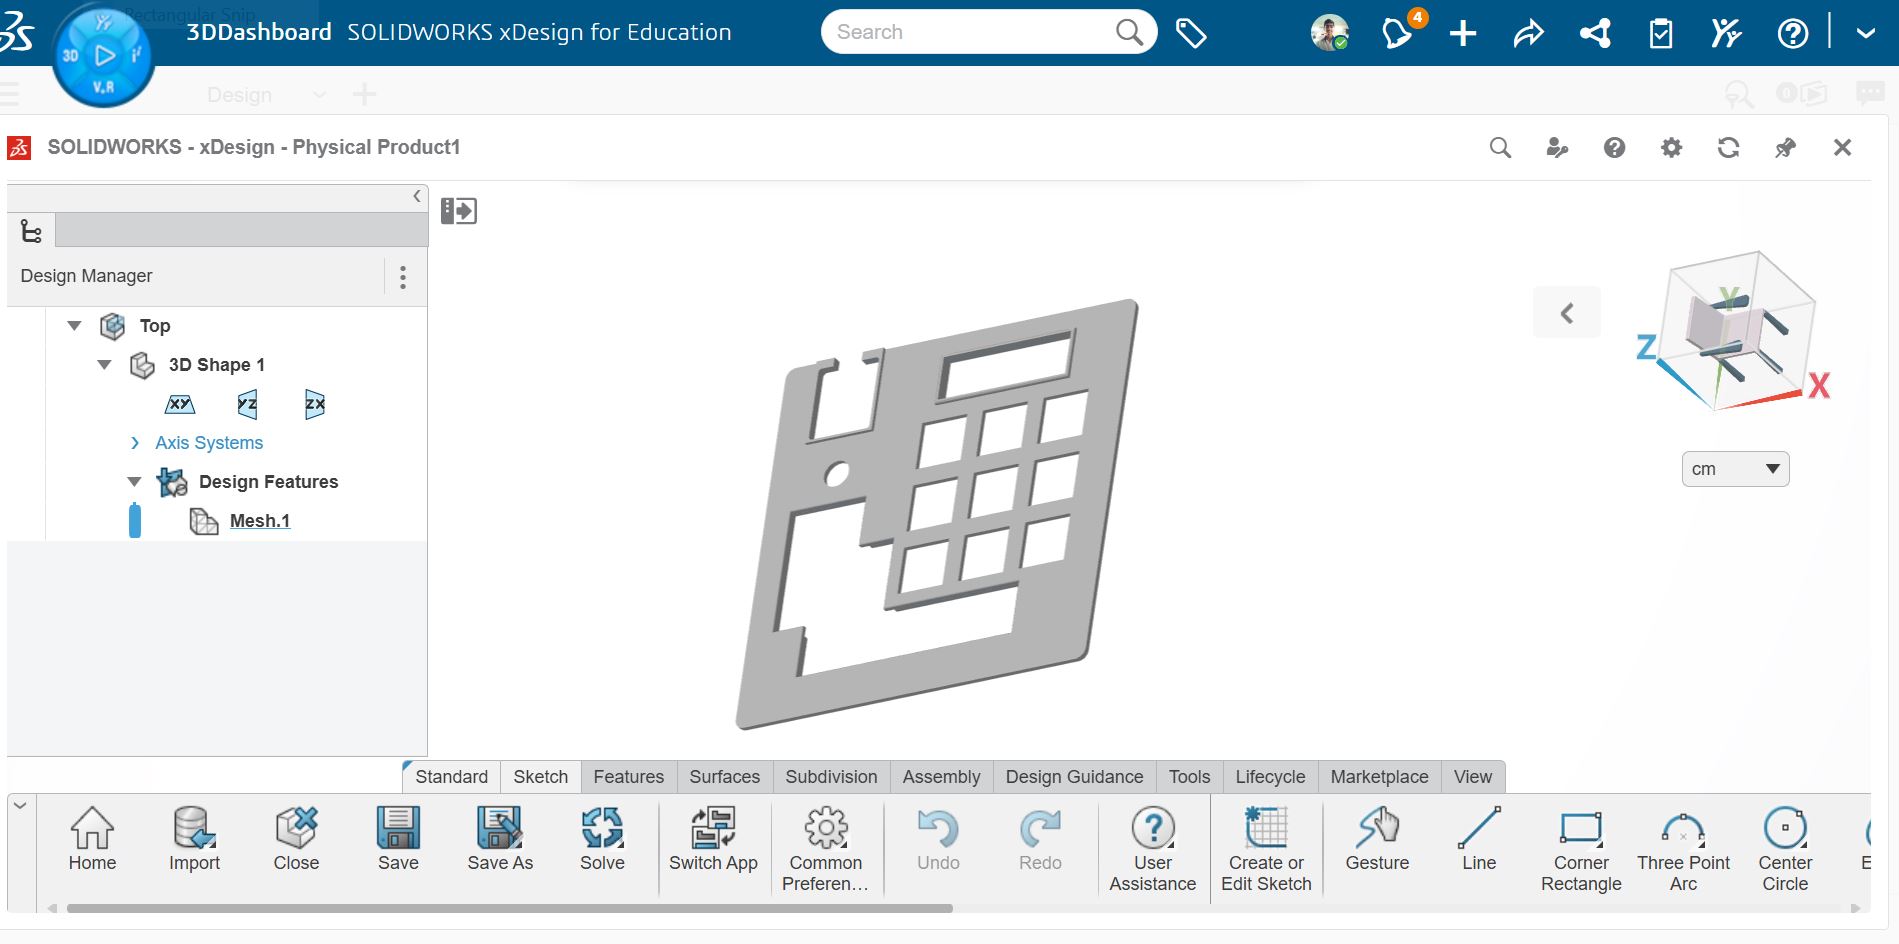 Rectangular Snip
3DDashboard SOLIDWORKS xDesign for Education
Search
4
3D
V.R
Design
0
SOLIDWORKS - xDesign - Physical Product1
Design Manager
Top
3D Shape 1
XY YZ ZX
Axis Systems
Design Features
Mesh.1
Y
Z
X
cm
Standard Sketch Features Surfaces Subdivision Assembly Design Guidance Tools Lifecycle Marketplace View
Home Import Close Save Save As Solve Switch App Common Preferen... Undo Redo User Assistance Create or Edit Sketch Gesture Line Corner Rectangle Three Point Arc Center Circle E